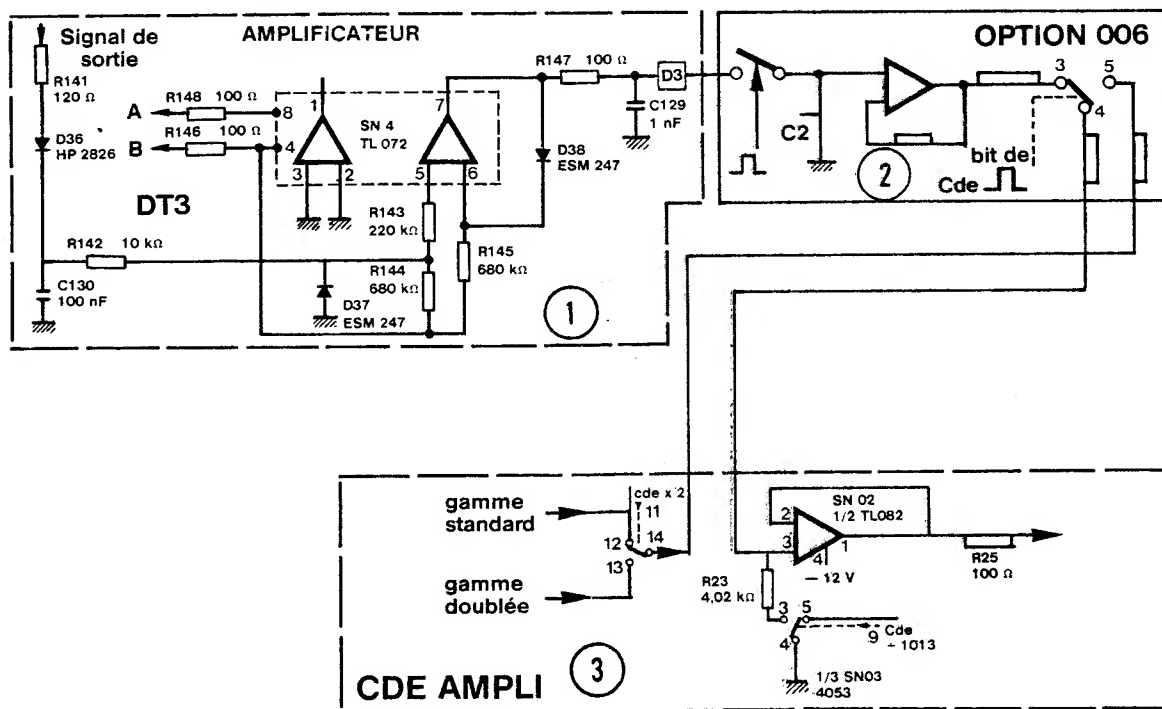 Signal de
sortie
AMPLIFICATEUR
R141
120 Ω
A
R148
100 Ω
8
B
R146
100 Ω
4
D36
HP 2826
DT3
1
SN 4
TL 072
7
3
2
5
6
R147
100 Ω
D3
C129
1 nF
D38
ESM 247
R143
220 kΩ
R142
10 kΩ
R145
680 kΩ
R144
680 kΩ
C130
100 nF
D37
ESM 247
1
OPTION 006
3
5
4
C2
2
bit de
Cde
gamme
standard
cde x 2
11
12
14
13
gamme
doublée
SN 02
1/2 TL082
2
3
1
4
– 12 V
R25
100 Ω
R23
4,02 kΩ
3
5
4
9
Cde
÷ 1013
1/3 SN03
4053
CDE AMPLI
3